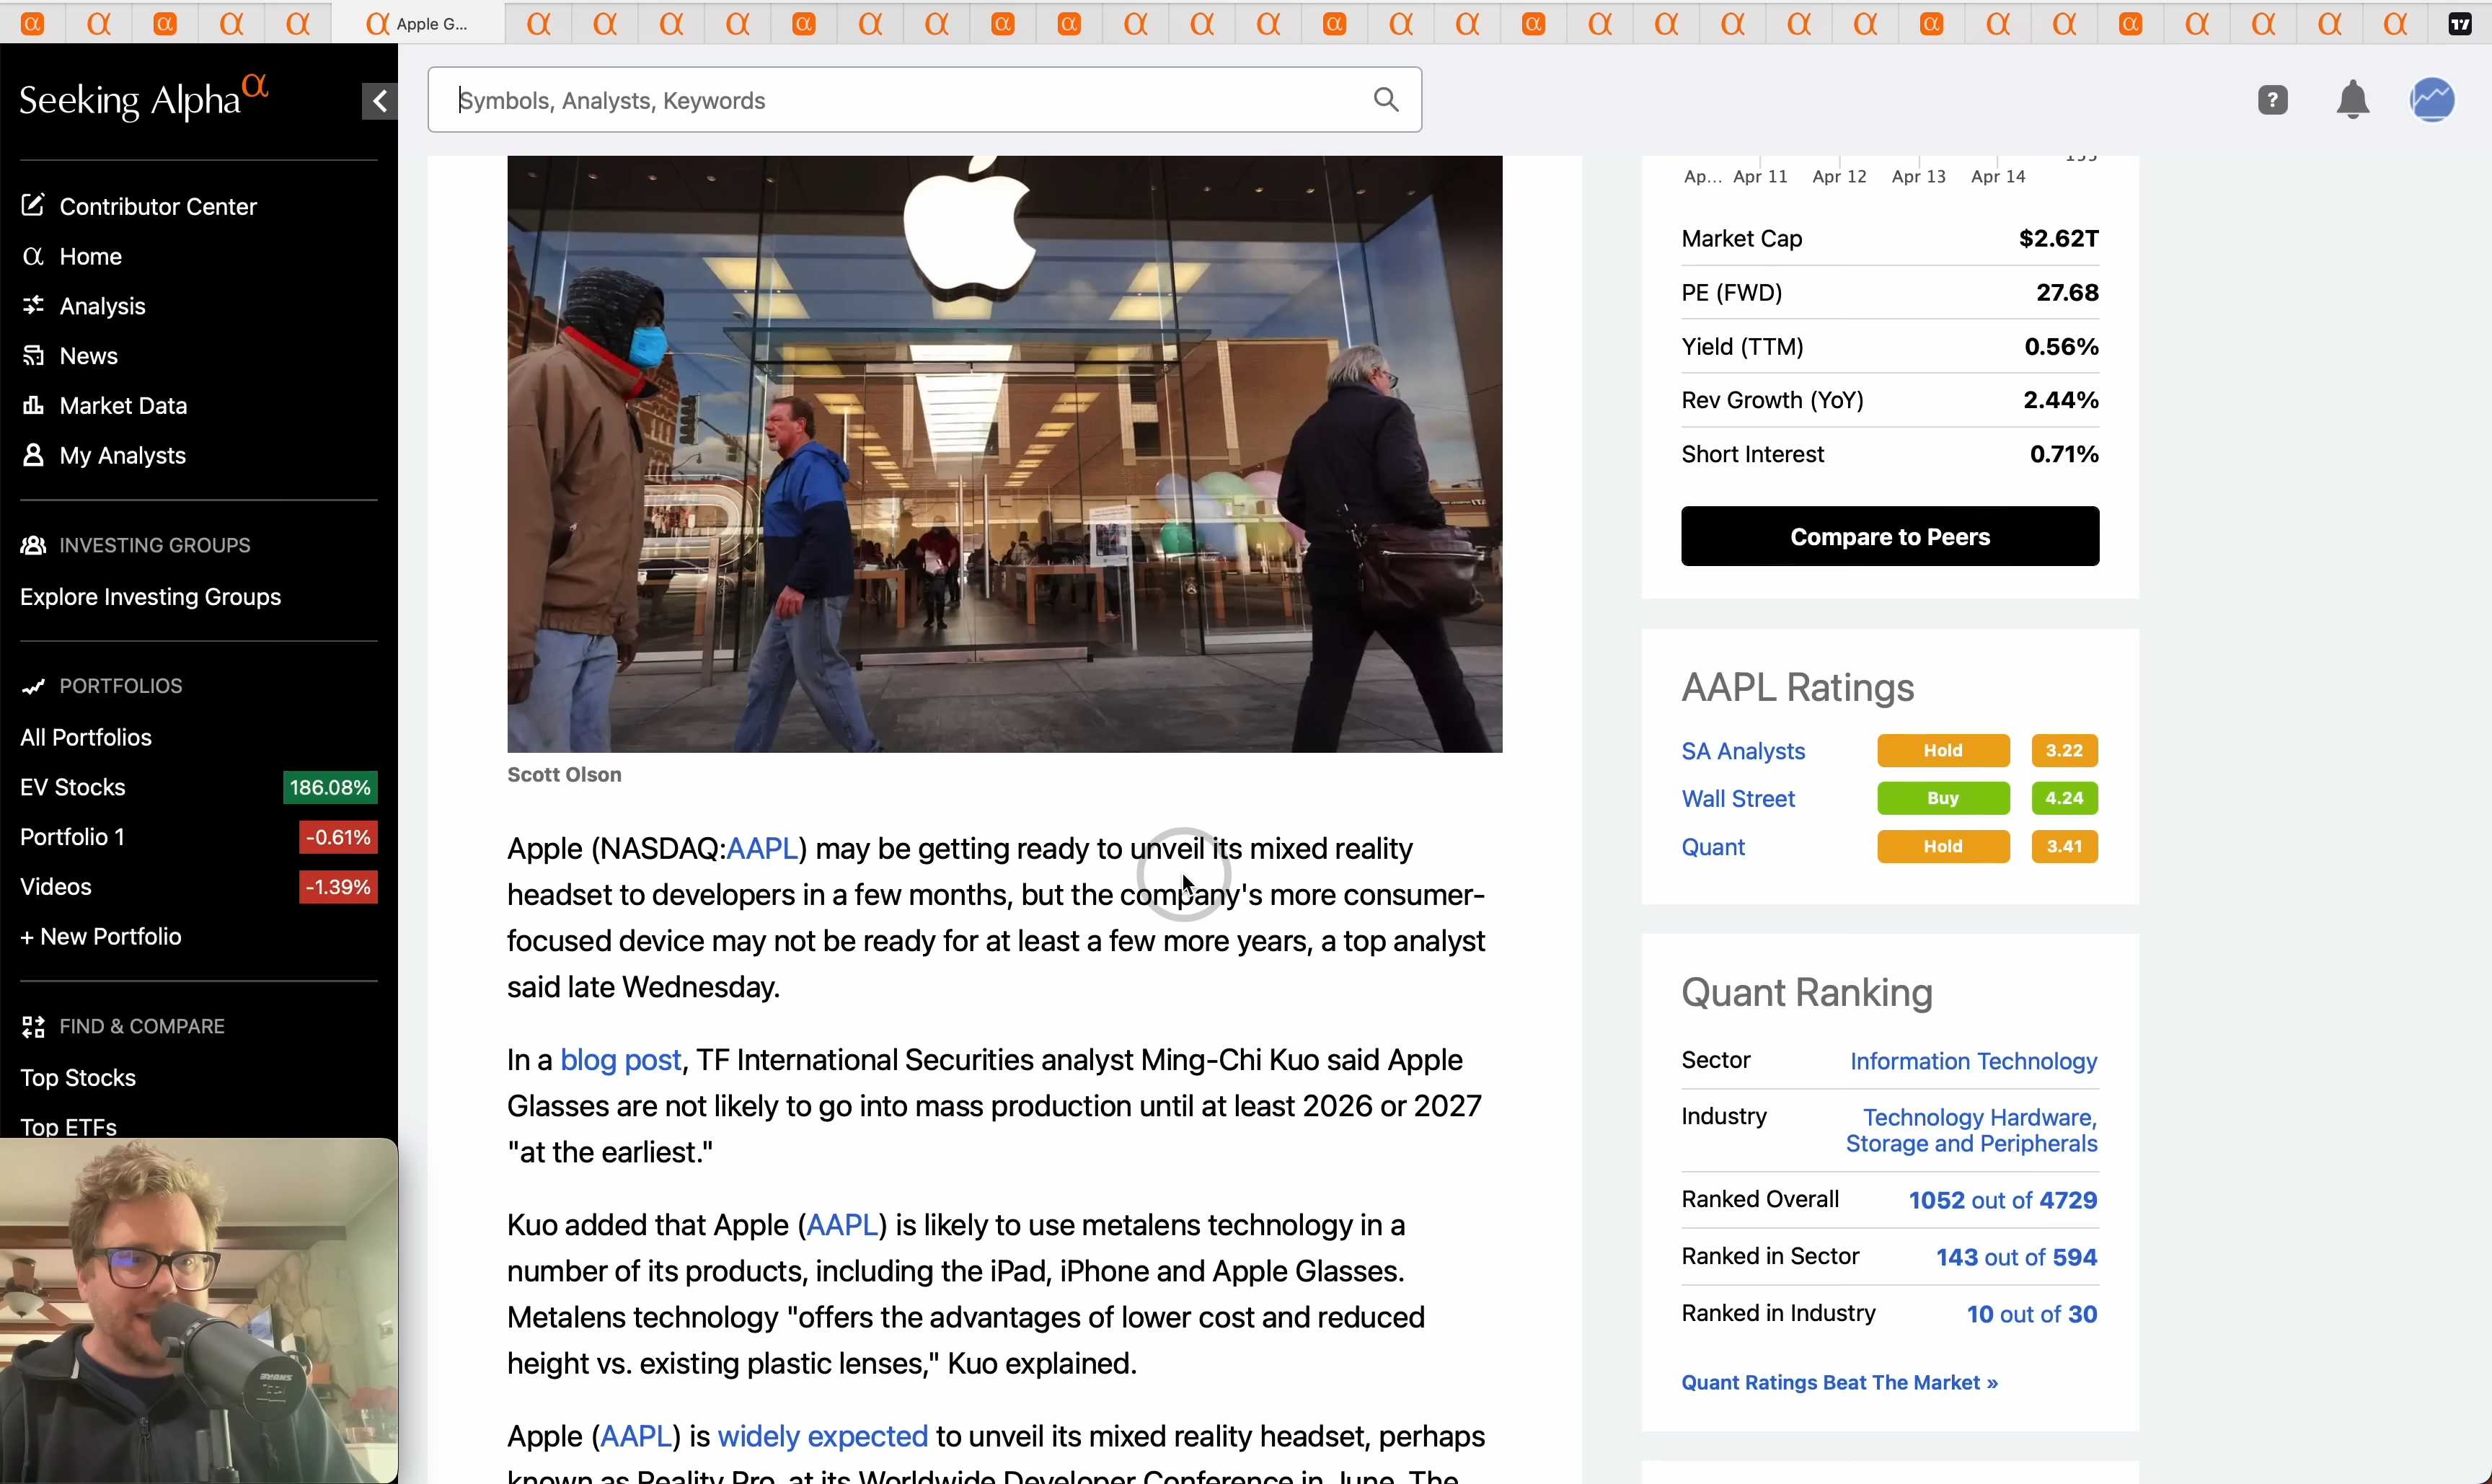 Apple G...
Seeking Alpha α
Symbols, Analysts, Keywords
?
Contributor Center
Home
Analysis
News
Market Data
My Analysts
INVESTING GROUPS
Explore Investing Groups
PORTFOLIOS
All Portfolios
EV Stocks 186.08%
Portfolio 1 -0.61%
Videos -1.39%
+ New Portfolio
FIND & COMPARE
Top Stocks
Top ETFs
SHURE
Scott Olson
Apple (NASDAQ:AAPL) may be getting ready to unveil its mixed reality
headset to developers in a few months, but the company's more consumer-
focused device may not be ready for at least a few more years, a top analyst
said late Wednesday.
In a blog post, TF International Securities analyst Ming-Chi Kuo said Apple
Glasses are not likely to go into mass production until at least 2026 or 2027
"at the earliest."
Kuo added that Apple (AAPL) is likely to use metalens technology in a
number of its products, including the iPad, iPhone and Apple Glasses.
Metalens technology "offers the advantages of lower cost and reduced
height vs. existing plastic lenses," Kuo explained.
Apple (AAPL) is widely expected to unveil its mixed reality headset, perhaps
known as Reality Pro, at its Worldwide Developer Conference in June. The
Ap... Apr 11 Apr 12 Apr 13 Apr 14
Market Cap $2.62T
PE (FWD) 27.68
Yield (TTM) 0.56%
Rev Growth (YoY) 2.44%
Short Interest 0.71%
Compare to Peers
AAPL Ratings
SA Analysts Hold 3.22
Wall Street Buy 4.24
Quant Hold 3.41
Quant Ranking
Sector Information Technology
Industry Technology Hardware,
Storage and Peripherals
Ranked Overall 1052 out of 4729
Ranked in Sector 143 out of 594
Ranked in Industry 10 out of 30
Quant Ratings Beat The Market »